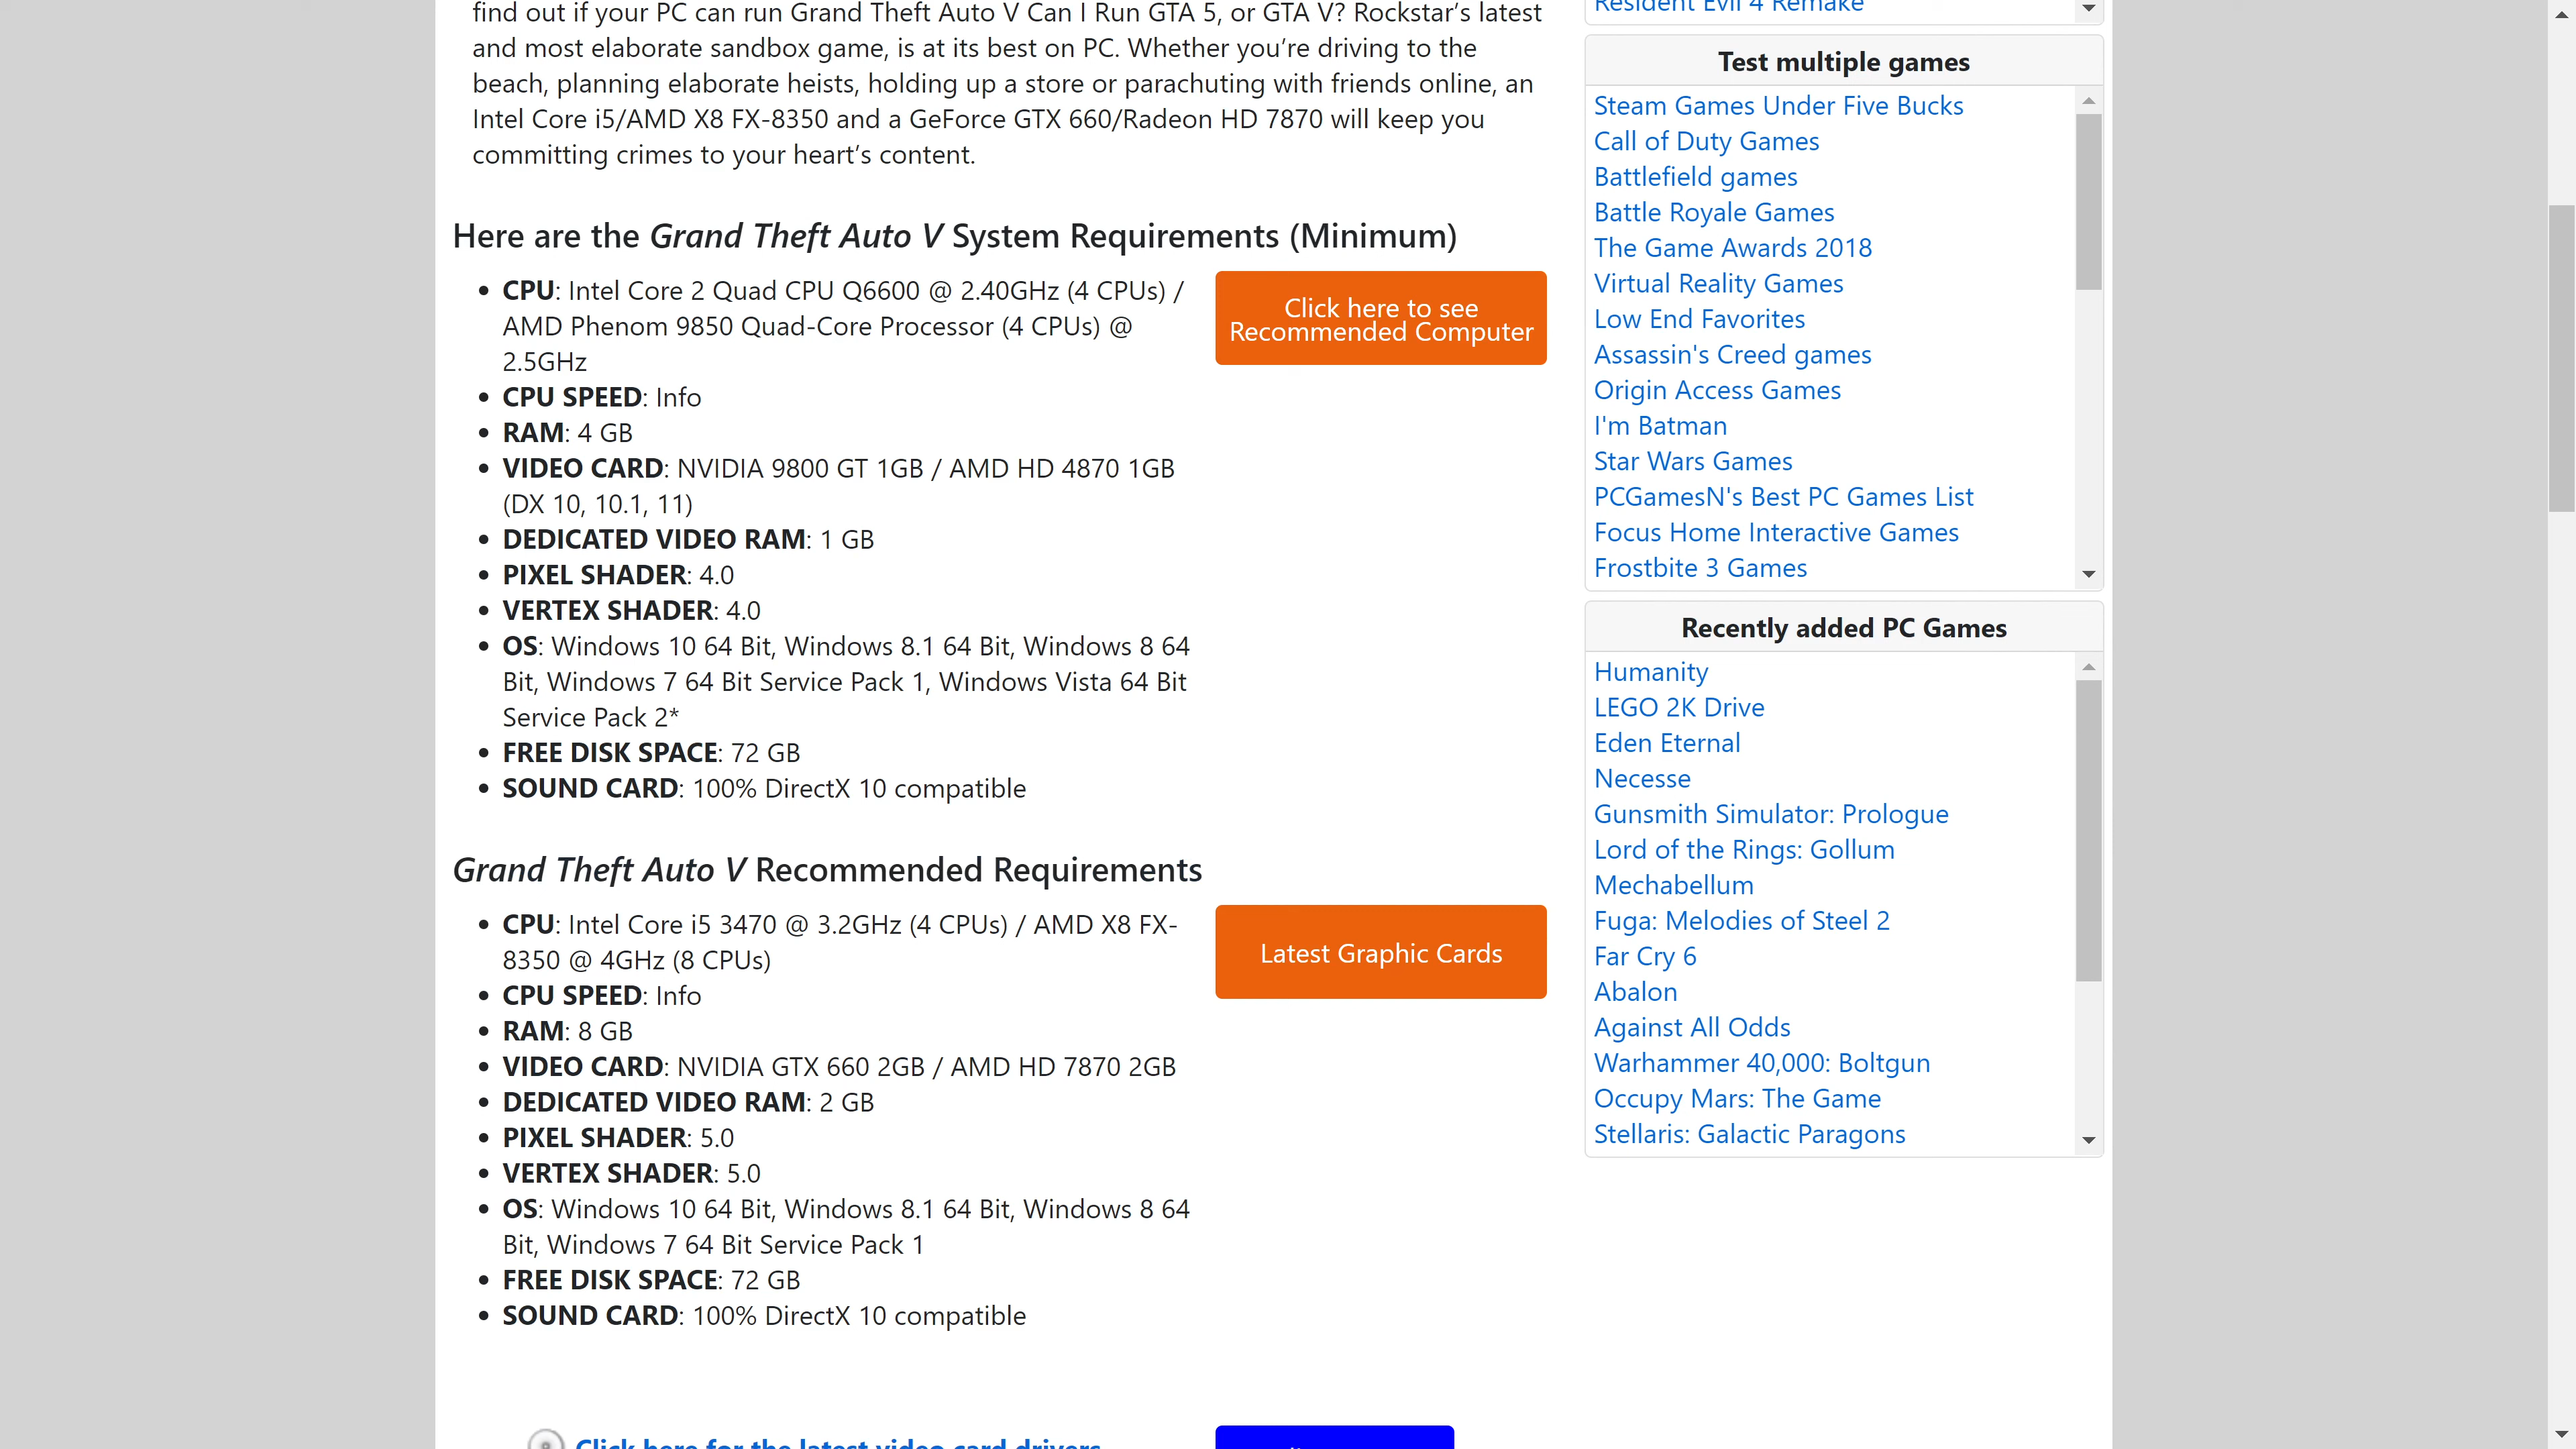 find out if your PC can run Grand Theft Auto V Can I Run GTA 5, or GTA V? Rockstar’s latest
and most elaborate sandbox game, is at its best on PC. Whether you’re driving to the
beach, planning elaborate heists, holding up a store or parachuting with friends online, an
Intel Core i5/AMD X8 FX-8350 and a GeForce GTX 660/Radeon HD 7870 will keep you
committing crimes to your heart’s content.
Here are the Grand Theft Auto V System Requirements (Minimum)
CPU: Intel Core 2 Quad CPU Q6600 @ 2.40GHz (4 CPUs) /
AMD Phenom 9850 Quad-Core Processor (4 CPUs) @
2.5GHz
CPU SPEED: Info
RAM: 4 GB
VIDEO CARD: NVIDIA 9800 GT 1GB / AMD HD 4870 1GB
(DX 10, 10.1, 11)
DEDICATED VIDEO RAM: 1 GB
PIXEL SHADER: 4.0
VERTEX SHADER: 4.0
OS: Windows 10 64 Bit, Windows 8.1 64 Bit, Windows 8 64
Bit, Windows 7 64 Bit Service Pack 1, Windows Vista 64 Bit
Service Pack 2*
FREE DISK SPACE: 72 GB
SOUND CARD: 100% DirectX 10 compatible
Click here to see
Recommended Computer
Grand Theft Auto V Recommended Requirements
CPU: Intel Core i5 3470 @ 3.2GHz (4 CPUs) / AMD X8 FX-
8350 @ 4GHz (8 CPUs)
CPU SPEED: Info
RAM: 8 GB
VIDEO CARD: NVIDIA GTX 660 2GB / AMD HD 7870 2GB
DEDICATED VIDEO RAM: 2 GB
PIXEL SHADER: 5.0
VERTEX SHADER: 5.0
OS: Windows 10 64 Bit, Windows 8.1 64 Bit, Windows 8 64
Bit, Windows 7 64 Bit Service Pack 1
FREE DISK SPACE: 72 GB
SOUND CARD: 100% DirectX 10 compatible
Latest Graphic Cards
Click here for the latest video card drivers
Resident Evil 4 Remake
Test multiple games
Steam Games Under Five Bucks
Call of Duty Games
Battlefield games
Battle Royale Games
The Game Awards 2018
Virtual Reality Games
Low End Favorites
Assassin's Creed games
Origin Access Games
I'm Batman
Star Wars Games
PCGamesN's Best PC Games List
Focus Home Interactive Games
Frostbite 3 Games
Recently added PC Games
Humanity
LEGO 2K Drive
Eden Eternal
Necesse
Gunsmith Simulator: Prologue
Lord of the Rings: Gollum
Mechabellum
Fuga: Melodies of Steel 2
Far Cry 6
Abalon
Against All Odds
Warhammer 40,000: Boltgun
Occupy Mars: The Game
Stellaris: Galactic Paragons